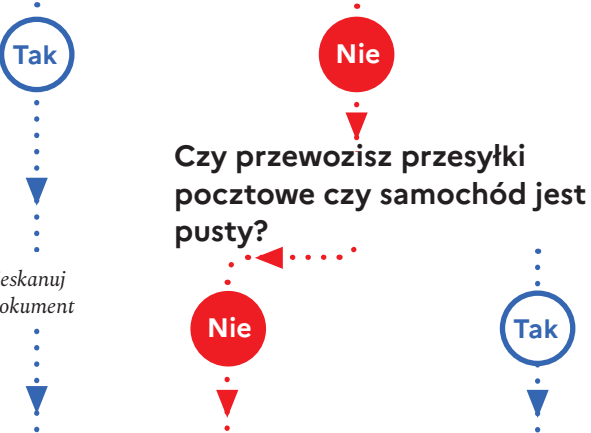 Tak
Nie
Czy przewozisz przesyłki
pocztowe czy samochód jest
pusty?
Nie
Tak